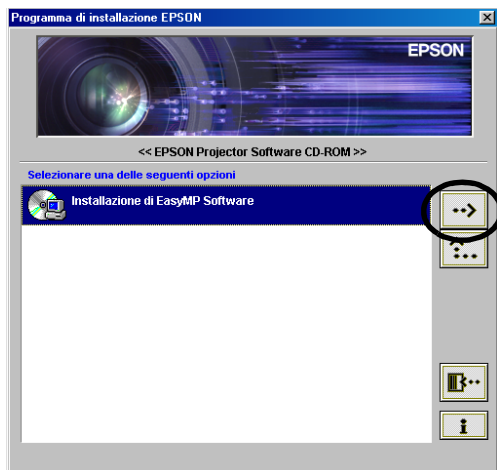 Programma di installazione EPSON
EPSON
<< EPSON Projector Software CD-ROM >>
Selezionare una delle seguenti opzioni
Installazione di EasyMP Software